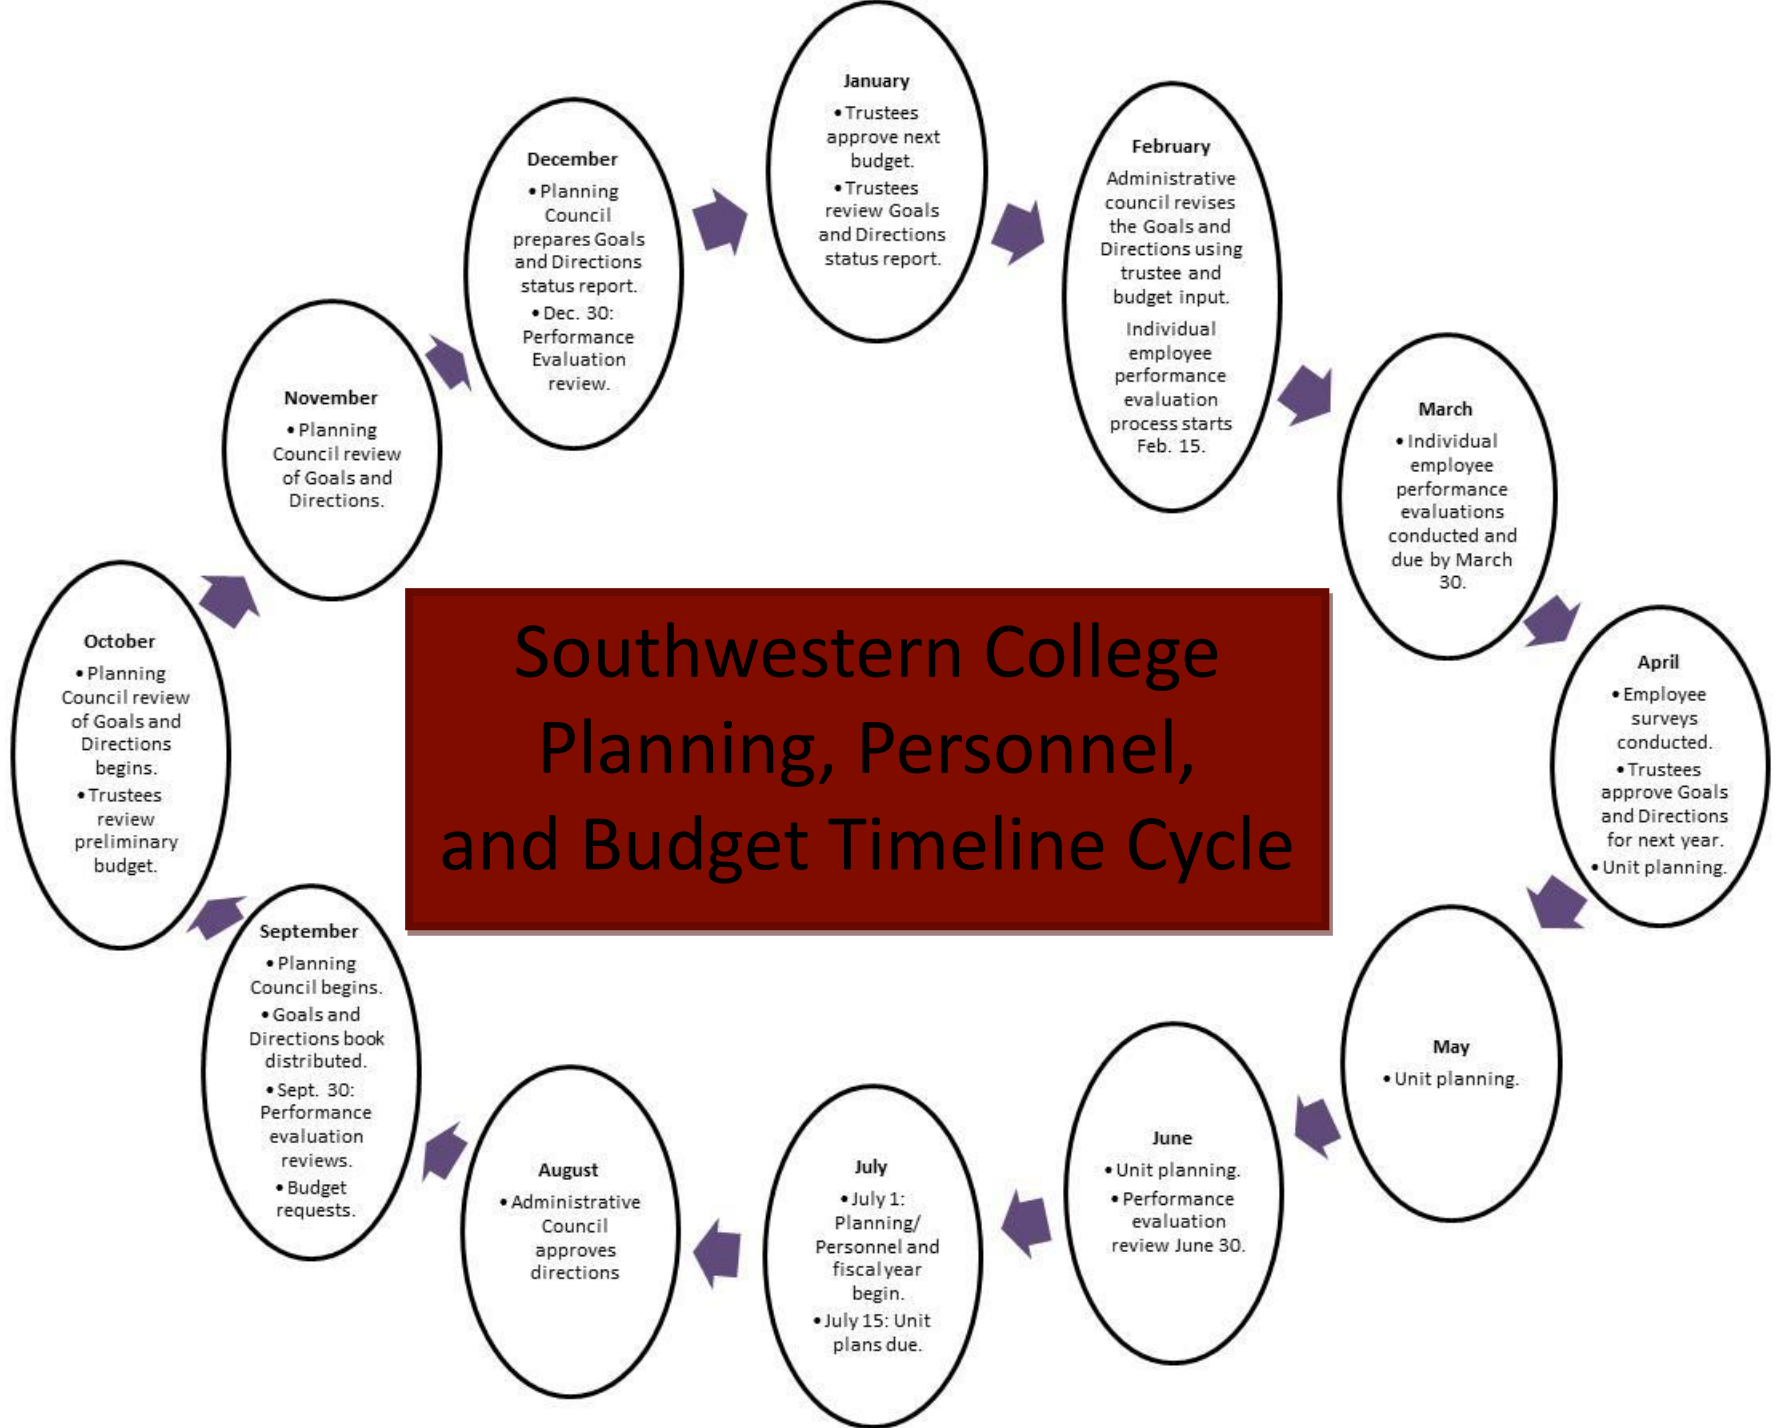 January
• Trustees
approve next
budget.
• Trustees
review Goals
and Directions
status report.
February
Administrative
council revises
the Goals and
Directions using
trustee and
budget input.
Individual
employee
performance
evaluation
process starts
Feb. 15.
March
• Individual
employee
performance
evaluations
conducted and
due by March
30.
April
• Employee
surveys
conducted.
• Trustees
approve Goals
and Directions
for next year.
• Unit planning.
May
• Unit planning.
June
• Unit planning.
• Performance
evaluation
review June 30.
July
• July 1:
Planning/
Personnel and
fiscal year
begin.
• July 15: Unit
plans due.
August
• Administrative
Council
approves
directions
September
• Planning
Council begins.
• Goals and
Directions book
distributed.
• Sept. 30:
Performance
evaluation
reviews.
• Budget
requests.
October
• Planning
Council review
of Goals and
Directions
begins.
• Trustees
review
preliminary
budget.
November
• Planning
Council review
of Goals and
Directions.
December
• Planning
Council
prepares Goals
and Directions
status report.
• Dec. 30:
Performance
Evaluation
review.
Southwestern College
Planning, Personnel,
and Budget Timeline Cycle